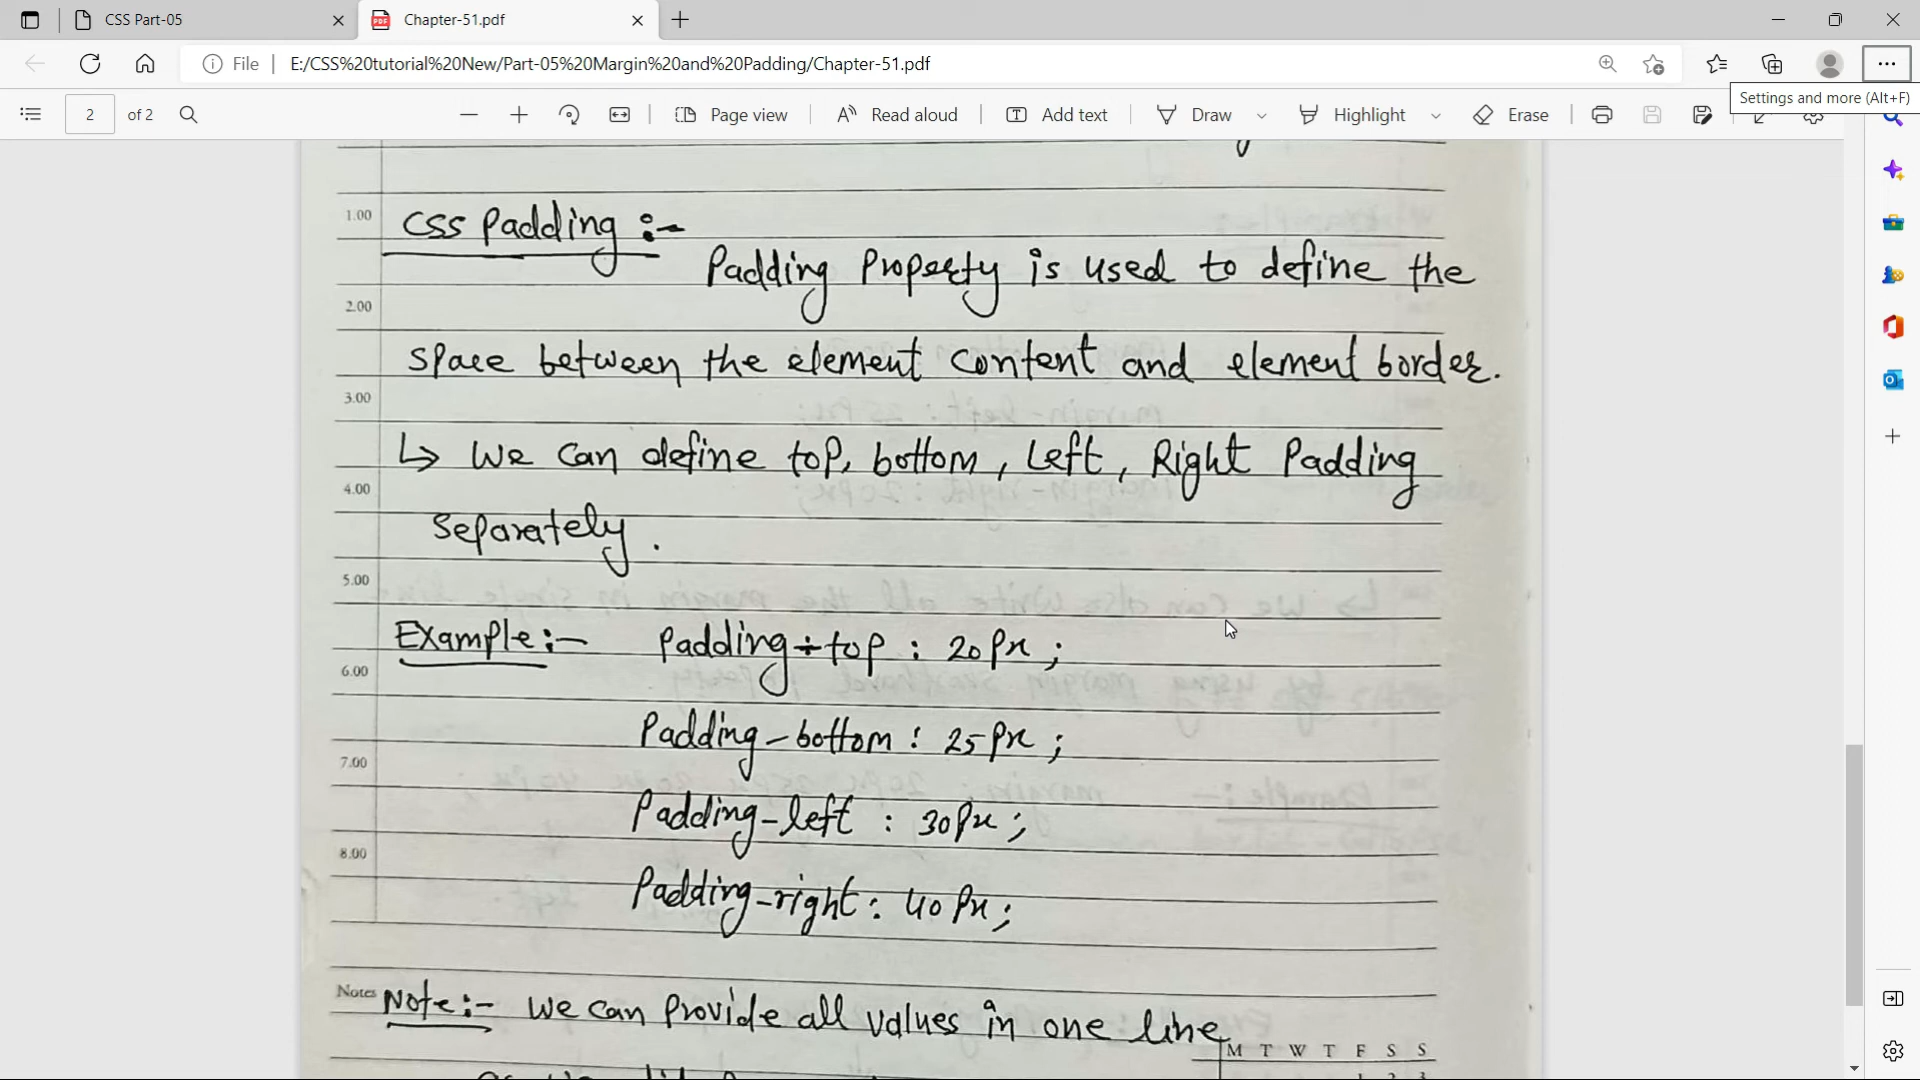 CSS Part-05
Chapter-51.pdf
File
E:/CSS%20tutorial%20New/Part-05%20Margin%20and%20Padding/Chapter-51.pdf
Settings and more (Alt+F)
2 of 2
Page view
Read aloud
Add text
Draw
Highlight
Erase
1.00
CSS Padding :-
Padding Property is used to define the
2.00
space between the element content and element border.
3.00
↳ We can define top, bottom, Left, Right Padding
4.00
separately.
5.00
Example:- padding-top : 20px ;
6.00
Padding-bottom : 25px ;
7.00
Padding-left : 30px ;
8.00
Padding-right : 40px ;
Notes
Note:- We can Provide all values in one line
M T W T F S S